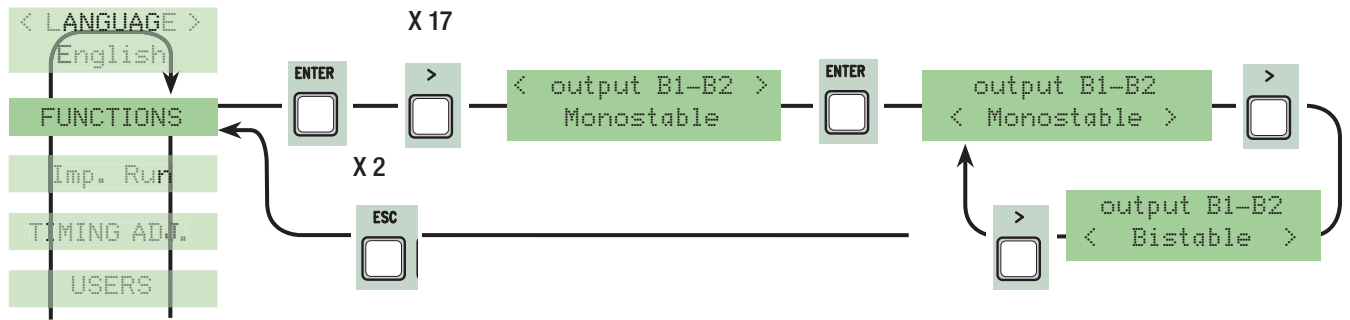 < LANGUAGE >
English
FUNCTIONS
Imp. Run
TIMING ADJ.
USERS
X 17
ENTER
>
< output B1-B2 >
Monostable
ENTER
output B1-B2
< Monostable >
>
X 2
ESC
>
output B1-B2
< Bistable >